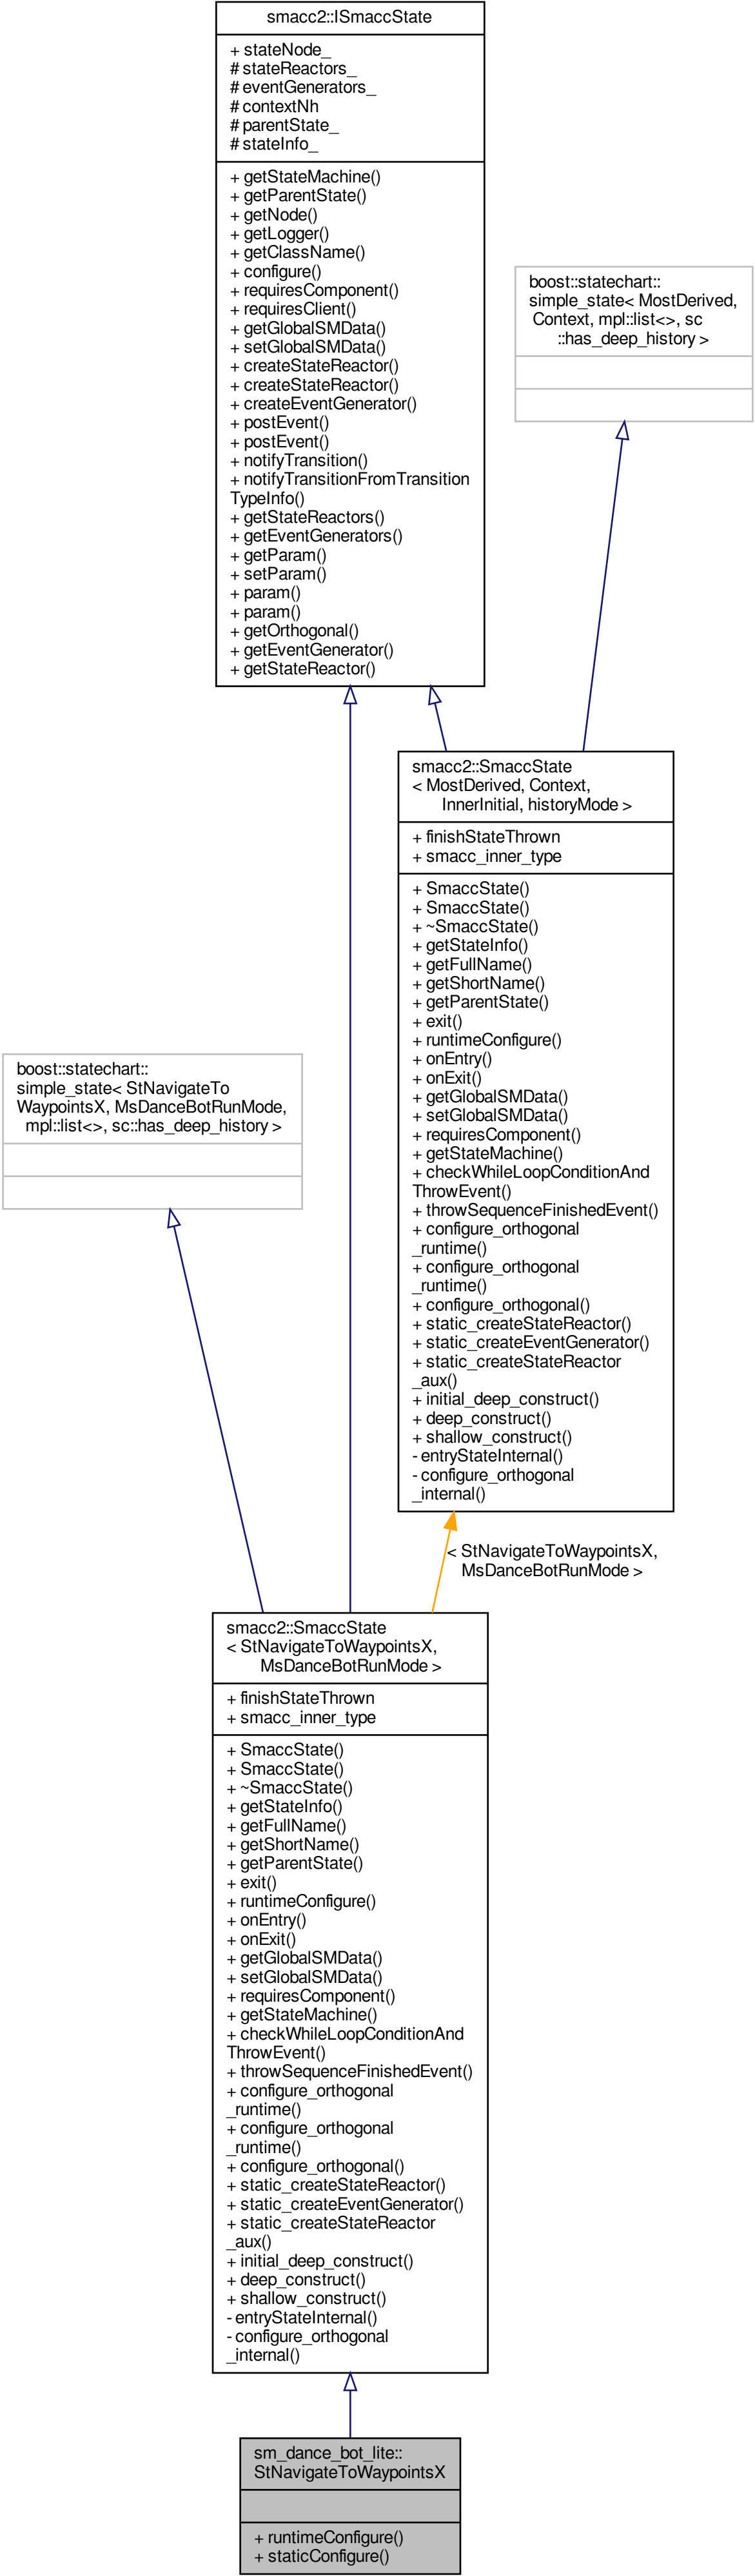 smacc2::ISmaccState
+ stateNode_
# stateReactors_
# eventGenerators_
# contextNh
# parentState_
# stateInfo_
+ getStateMachine()
+ getParentState()
+ getNode()
+ getLogger()
+ getClassName()
+ configure()
+ requiresComponent()
+ requiresClient()
+ getGlobalSMData()
+ setGlobalSMData()
+ createStateReactor()
+ createStateReactor()
+ createEventGenerator()
+ postEvent()
+ postEvent()
+ notifyTransition()
+ notifyTransitionFromTransition
TypeInfo()
+ getStateReactors()
+ getEventGenerators()
+ getParam()
+ setParam()
+ param()
+ param()
+ getOrthogonal()
+ getEventGenerator()
+ getStateReactor()
boost::statechart::
simple_state< MostDerived,
Context, mpl::list<>, sc
::has_deep_history >
smacc2::SmaccState
< MostDerived, Context,
InnerInitial, historyMode >
+ finishStateThrown
+ smacc_inner_type
+ SmaccState()
+ SmaccState()
+ ~SmaccState()
+ getStateInfo()
+ getFullName()
+ getShortName()
+ getParentState()
+ exit()
+ runtimeConfigure()
+ onEntry()
+ onExit()
+ getGlobalSMData()
+ setGlobalSMData()
+ requiresComponent()
+ getStateMachine()
+ checkWhileLoopConditionAnd
ThrowEvent()
+ throwSequenceFinishedEvent()
+ configure_orthogonal
_runtime()
+ configure_orthogonal
_runtime()
+ configure_orthogonal()
+ static_createStateReactor()
+ static_createEventGenerator()
+ static_createStateReactor
_aux()
+ initial_deep_construct()
+ deep_construct()
+ shallow_construct()
- entryStateInternal()
- configure_orthogonal
_internal()
boost::statechart::
simple_state< StNavigateTo
WaypointsX, MsDanceBotRunMode,
mpl::list<>, sc::has_deep_history >
< StNavigateToWaypointsX,
MsDanceBotRunMode >
smacc2::SmaccState
< StNavigateToWaypointsX,
MsDanceBotRunMode >
+ finishStateThrown
+ smacc_inner_type
+ SmaccState()
+ SmaccState()
+ ~SmaccState()
+ getStateInfo()
+ getFullName()
+ getShortName()
+ getParentState()
+ exit()
+ runtimeConfigure()
+ onEntry()
+ onExit()
+ getGlobalSMData()
+ setGlobalSMData()
+ requiresComponent()
+ getStateMachine()
+ checkWhileLoopConditionAnd
ThrowEvent()
+ throwSequenceFinishedEvent()
+ configure_orthogonal
_runtime()
+ configure_orthogonal
_runtime()
+ configure_orthogonal()
+ static_createStateReactor()
+ static_createEventGenerator()
+ static_createStateReactor
_aux()
+ initial_deep_construct()
+ deep_construct()
+ shallow_construct()
- entryStateInternal()
- configure_orthogonal
_internal()
sm_dance_bot_lite::
StNavigateToWaypointsX
+ runtimeConfigure()
+ staticConfigure()